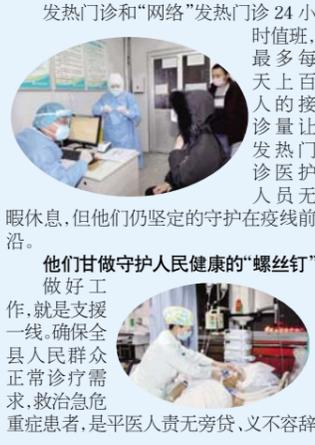 发热门诊和“网络”发热门诊 24 小
时值班,
最多每
天上百
人的接
诊量让
发热门
诊医护
人员无
暇休息,但他们仍坚定的守护在疫线前
沿。
他们甘做守护人民健康的“螺丝钉”
做好工
作,就是支援
一线。确保全
县人民群众
正常诊疗需
求,救治急危
重症患者,是平医人责无旁贷,义不容辞